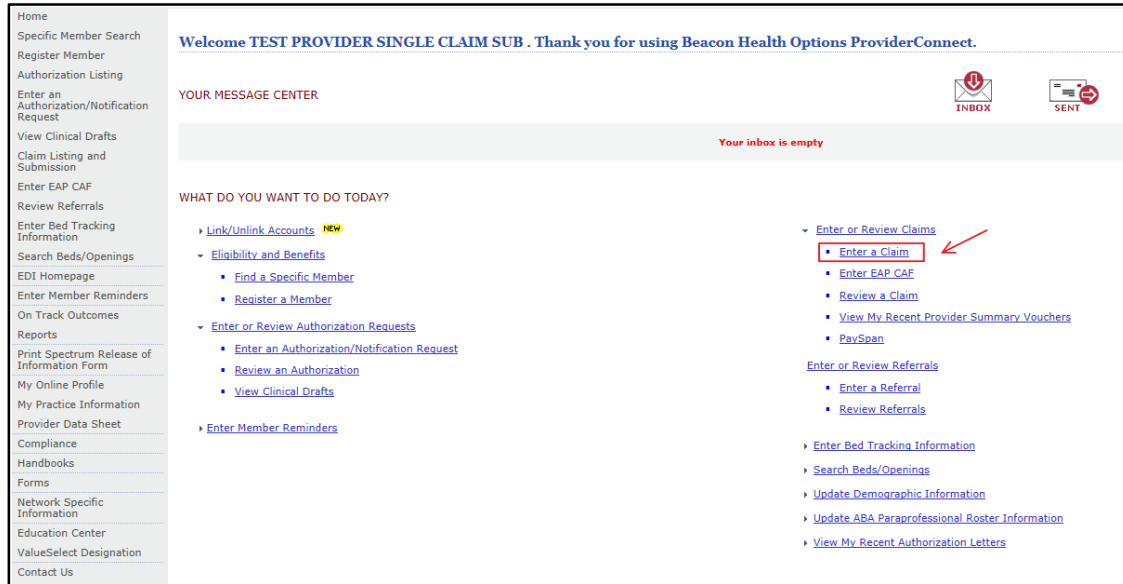 Home
Specific Member Search
Register Member
Authorization Listing
Enter an
Authorization/Notification
Request
View Clinical Drafts
Claim Listing and
Submission
Enter EAP CAF
Review Referrals
Enter Bed Tracking
Information
Search Beds/Openings
EDI Homepage
Enter Member Reminders
On Track Outcomes
Reports
Print Spectrum Release of
Information Form
My Online Profile
My Practice Information
Provider Data Sheet
Compliance
Handbooks
Forms
Network Specific
Information
Education Center
ValueSelect Designation
Contact Us
Welcome TEST PROVIDER SINGLE CLAIM SUB . Thank you for using Beacon Health Options ProviderConnect.
YOUR MESSAGE CENTER
INBOX
SENT
Your inbox is empty
WHAT DO YOU WANT TO DO TODAY?
Link/Unlink Accounts NEW
Eligibility and Benefits
Find a Specific Member
Register a Member
Enter or Review Authorization Requests
Enter an Authorization/Notification Request
Review an Authorization
View Clinical Drafts
Enter Member Reminders
Enter or Review Claims
Enter a Claim
Enter EAP CAF
Review a Claim
View My Recent Provider Summary Vouchers
PaySpan
Enter or Review Referrals
Enter a Referral
Review Referrals
Enter Bed Tracking Information
Search Beds/Openings
Update Demographic Information
Update ABA Paraprofessional Roster Information
View My Recent Authorization Letters